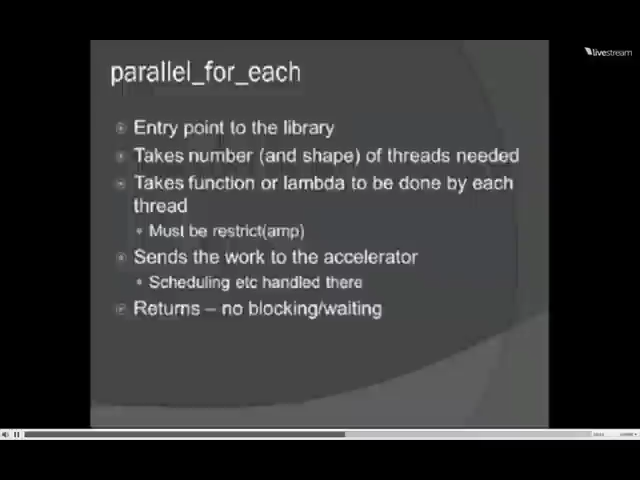 livestream
parallel_for_each
Entry point to the library
Takes number (and shape) of threads needed
Takes function or lambda to be done by each
thread
Must be restrict(amp)
Sends the work to the accelerator
Scheduling etc handled there
Returns – no blocking/waiting